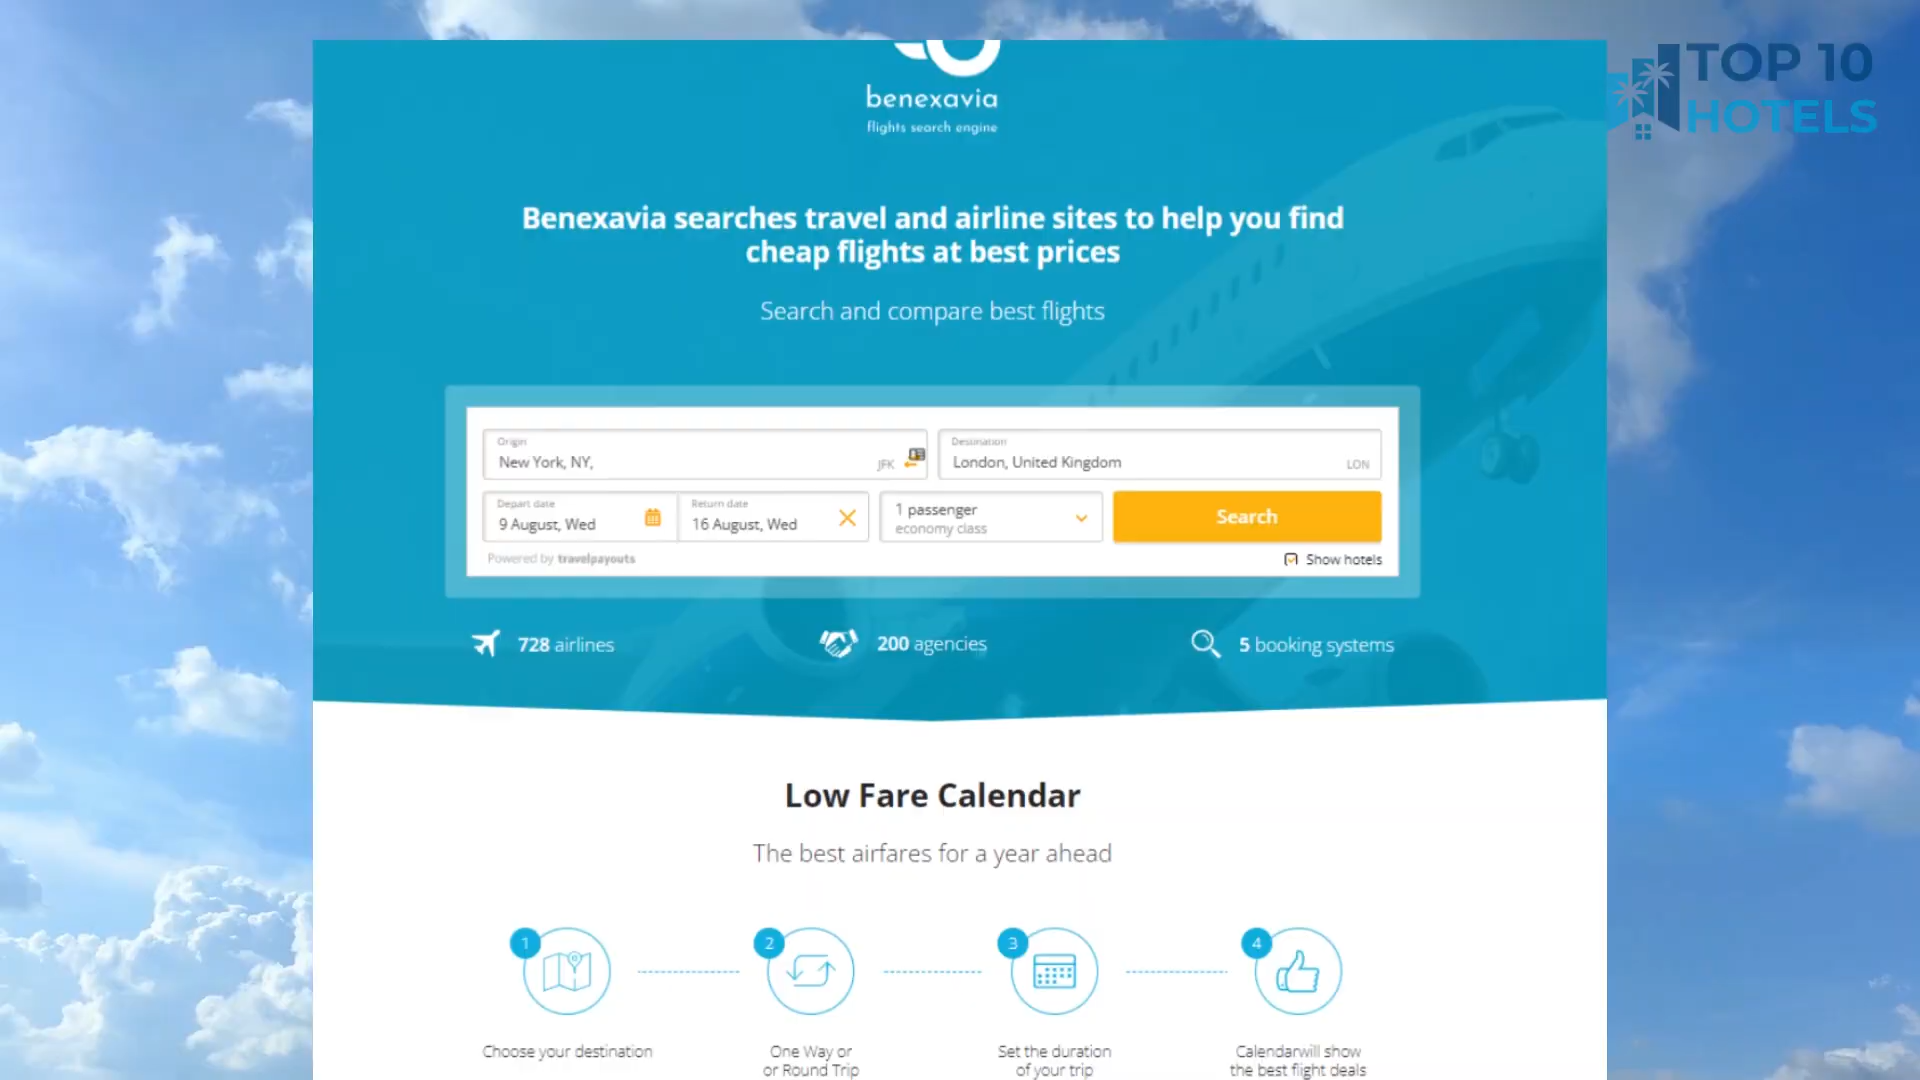 TOP 10
HOTELS
benexavia
flights search engine
Benexavia searches travel and airline sites to help you find
cheap flights at best prices
Search and compare best flights
Origin
New York, NY,
JFK
Destination
London, United Kingdom
LON
Depart date
9 August, Wed
Return date
16 August, Wed
1 passenger
economy class
Search
Powered by travelpayouts
Show hotels
728 airlines
200 agencies
5 booking systems
Low Fare Calendar
The best airfares for a year ahead
1
2
3
4
Choose your destination
One Way or
or Round Trip
Set the duration
of your trip
Calendarwill show
the best flight deals